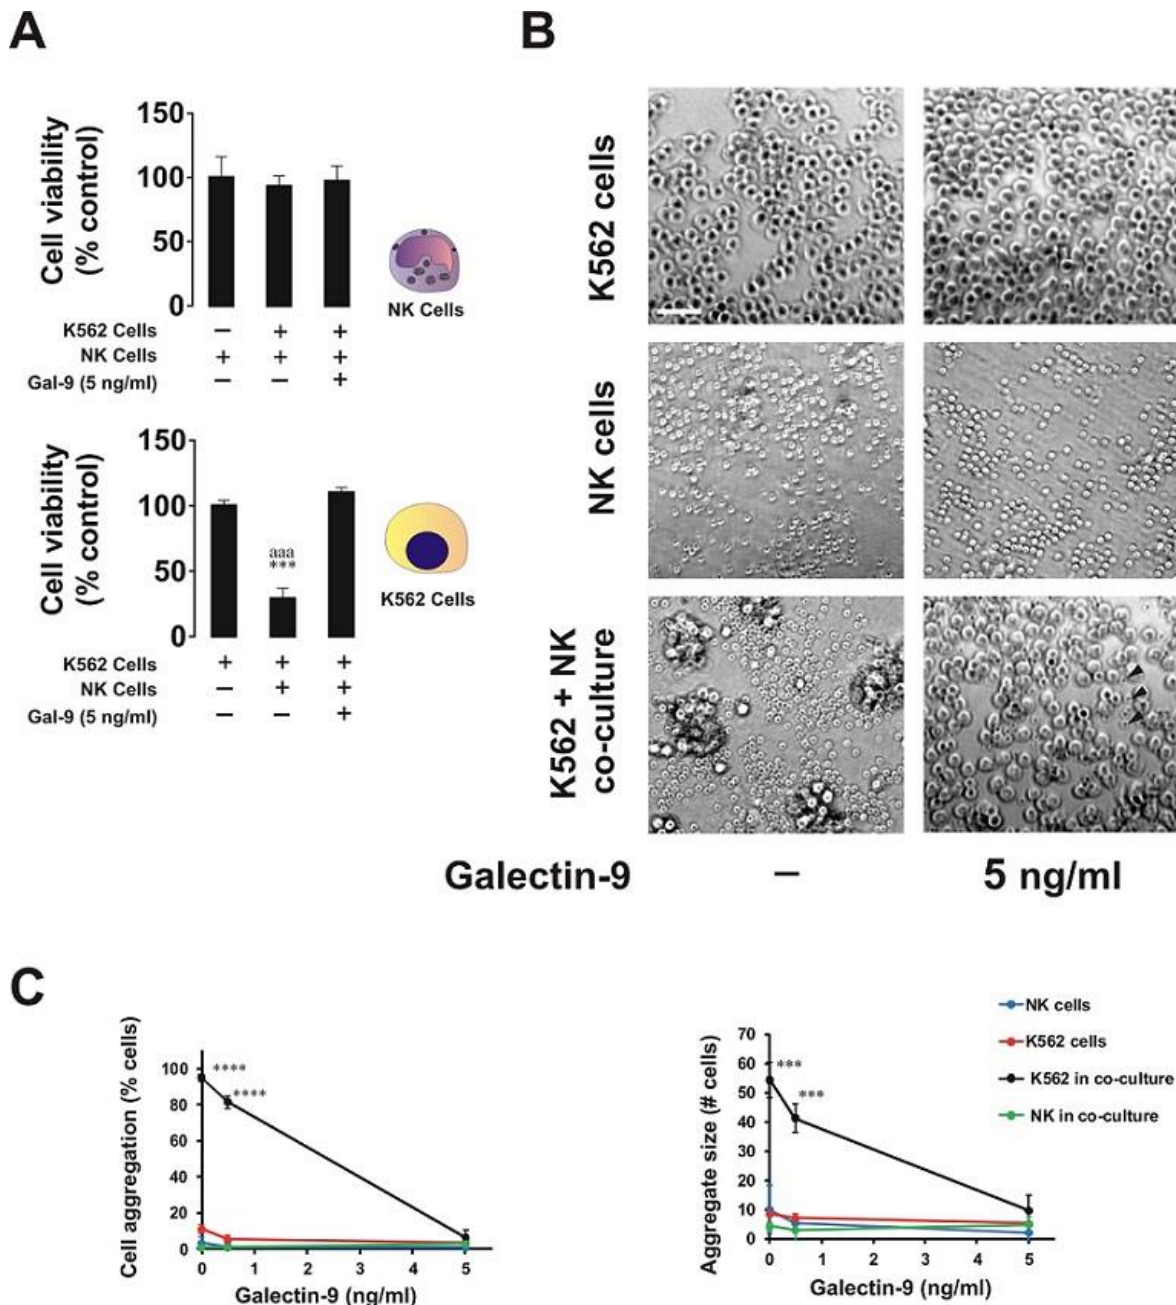 A
150
100
50
0
Cell viability
(% control)
K562 Cells – + +
NK Cells + + +
Gal-9 (5 ng/ml) – – +
NK Cells
150
100
50
0
Cell viability
(% control)
aaa
***
K562 Cells + + +
NK Cells – + +
Gal-9 (5 ng/ml) – – +
K562 Cells
B
K562 cells
NK cells
K562 + NK
co-culture
Galectin-9 – 5 ng/ml
C
Cell aggregation (% cells)
100
80
60
40
20
0
****
****
0 1 2 3 4 5
Galectin-9 (ng/ml)
Aggregate size (# cells)
70
60
50
40
30
20
10
0
***
***
0 1 2 3 4 5
Galectin-9 (ng/ml)
NK cells
K562 cells
K562 in co-culture
NK in co-culture